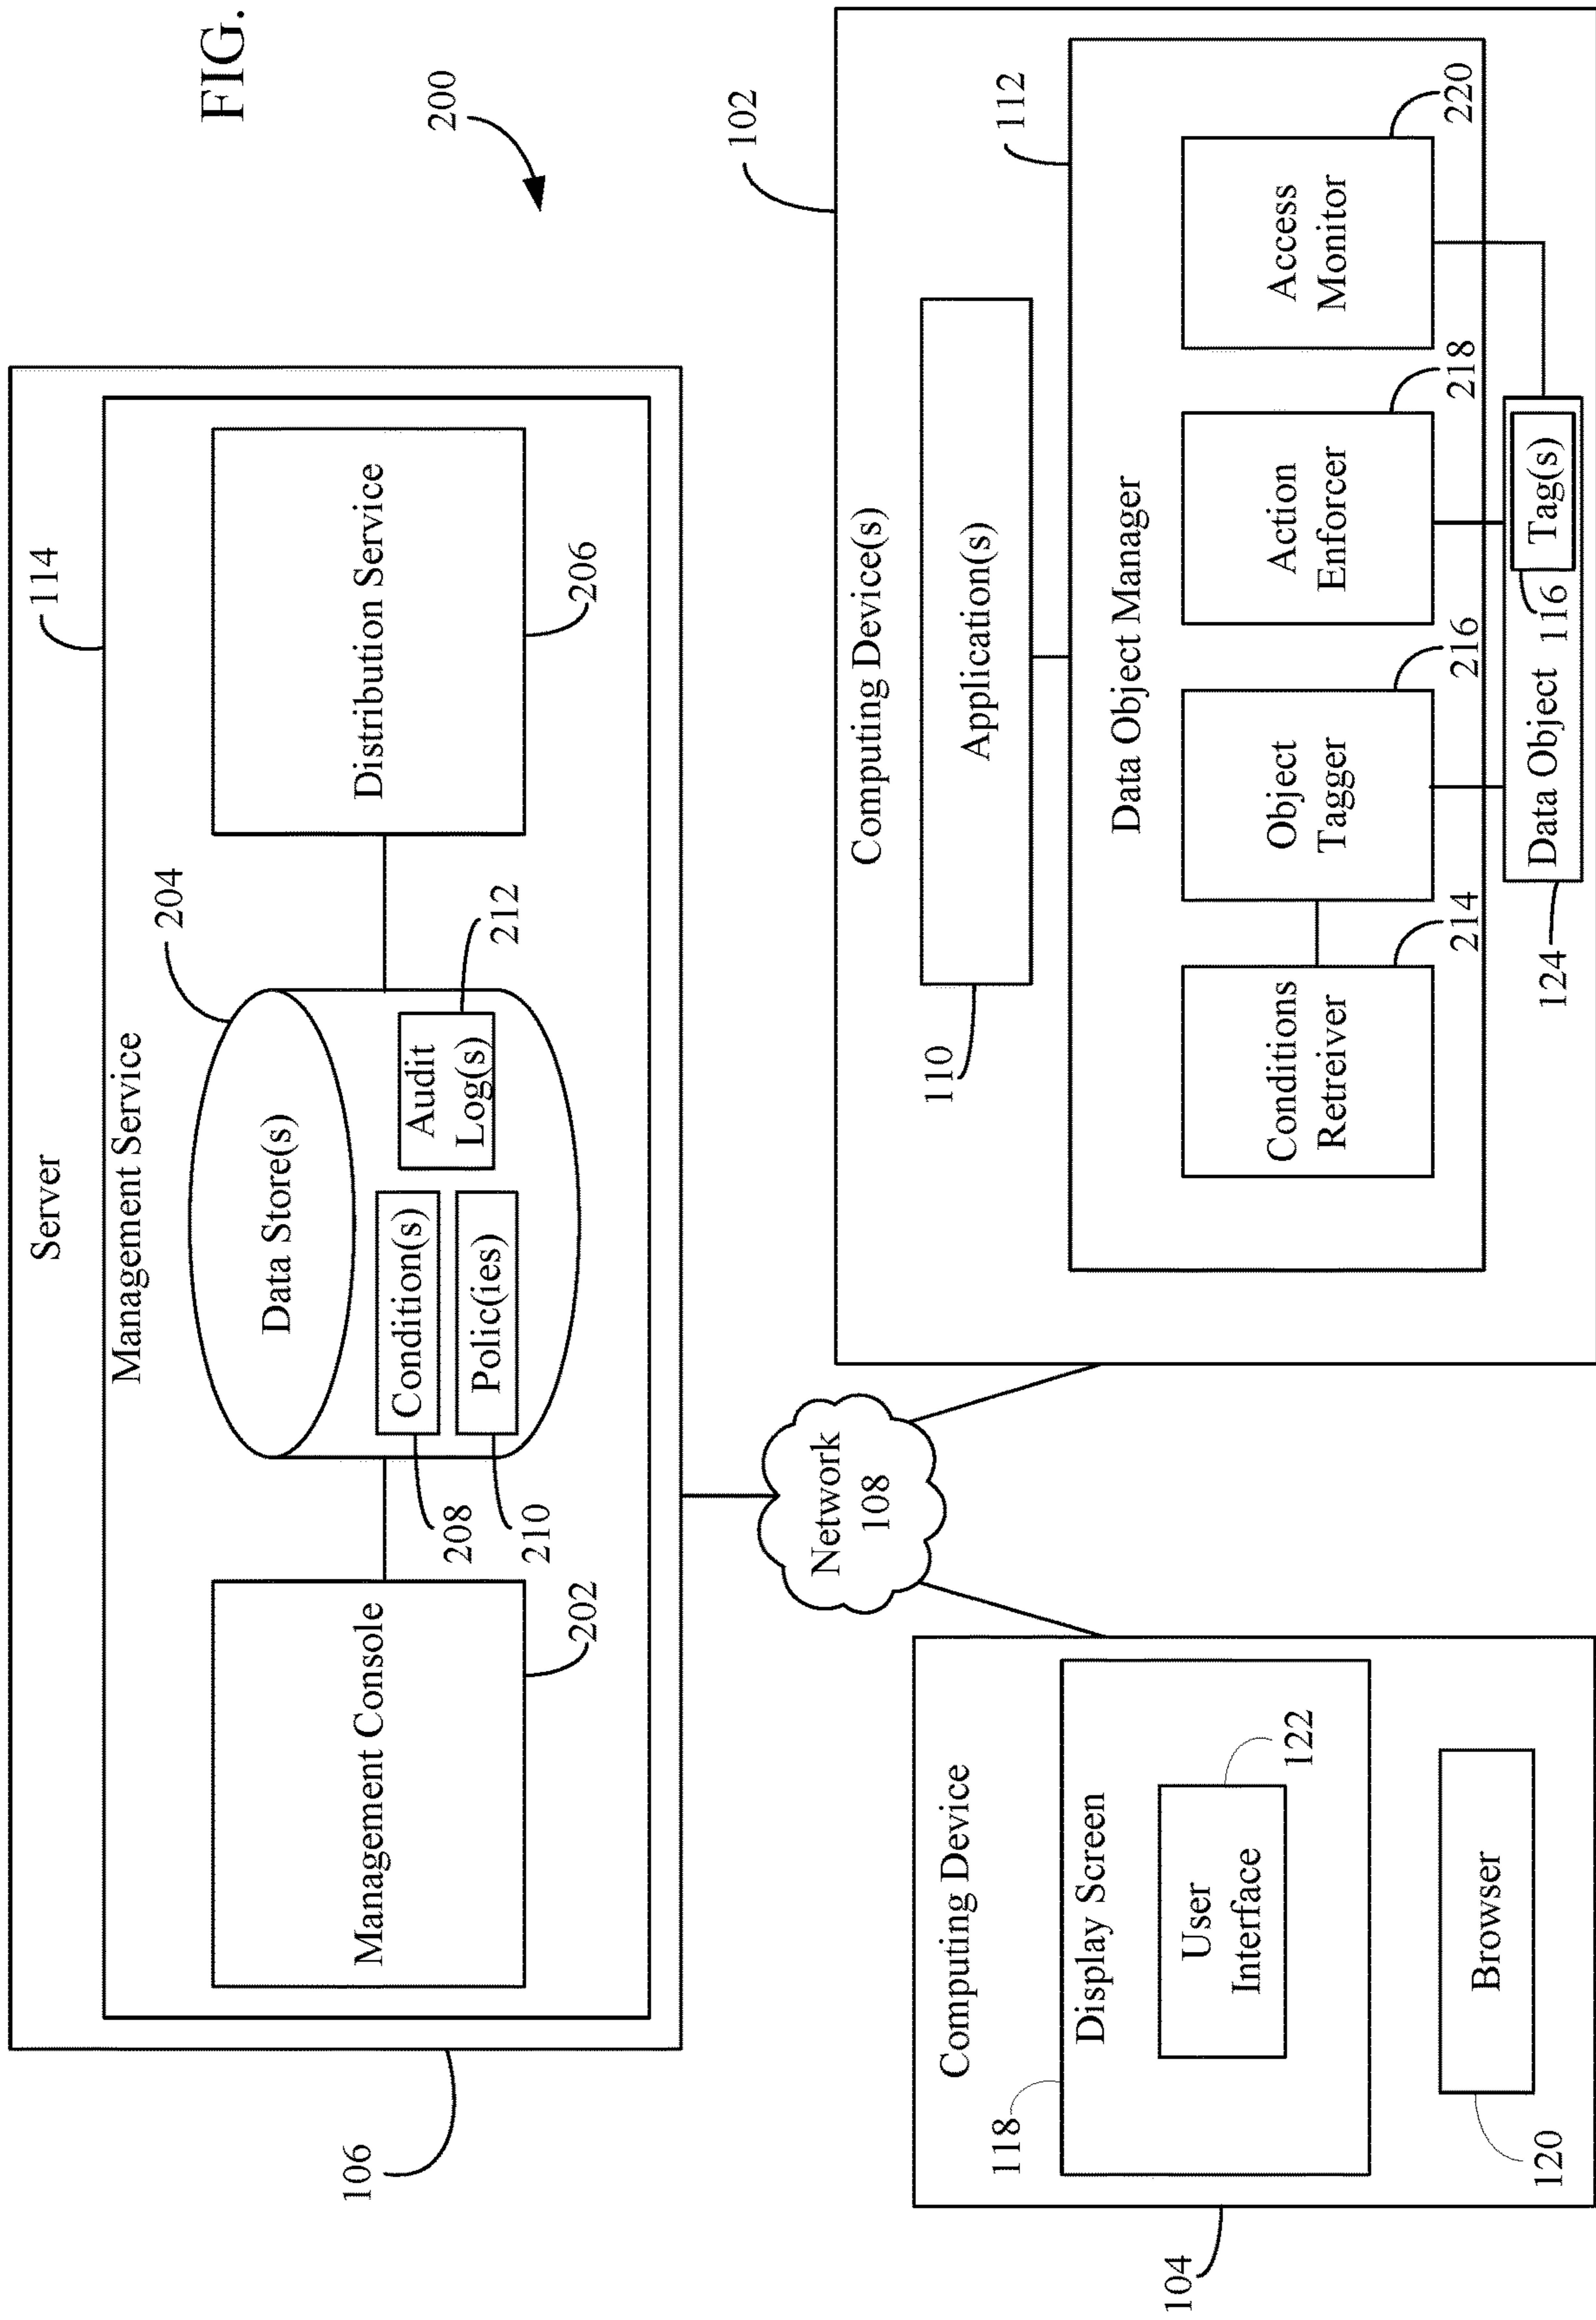 FIG.
200
Server
106
Management Service
114
Management Console
202
Data Store(s)
204
Condition(s)
208
Polic(ies)
210
Audit
Log(s)
212
Distribution Service
206
Network
108
Computing Device
104
Display Screen
118
User
Interface
122
Browser
120
Computing Device(s)
102
Application(s)
110
Data Object Manager
112
Conditions
Retreiver
214
Object
Tagger
216
Action
Enforcer
218
Access
Monitor
220
Data Object
124
116
Tag(s)